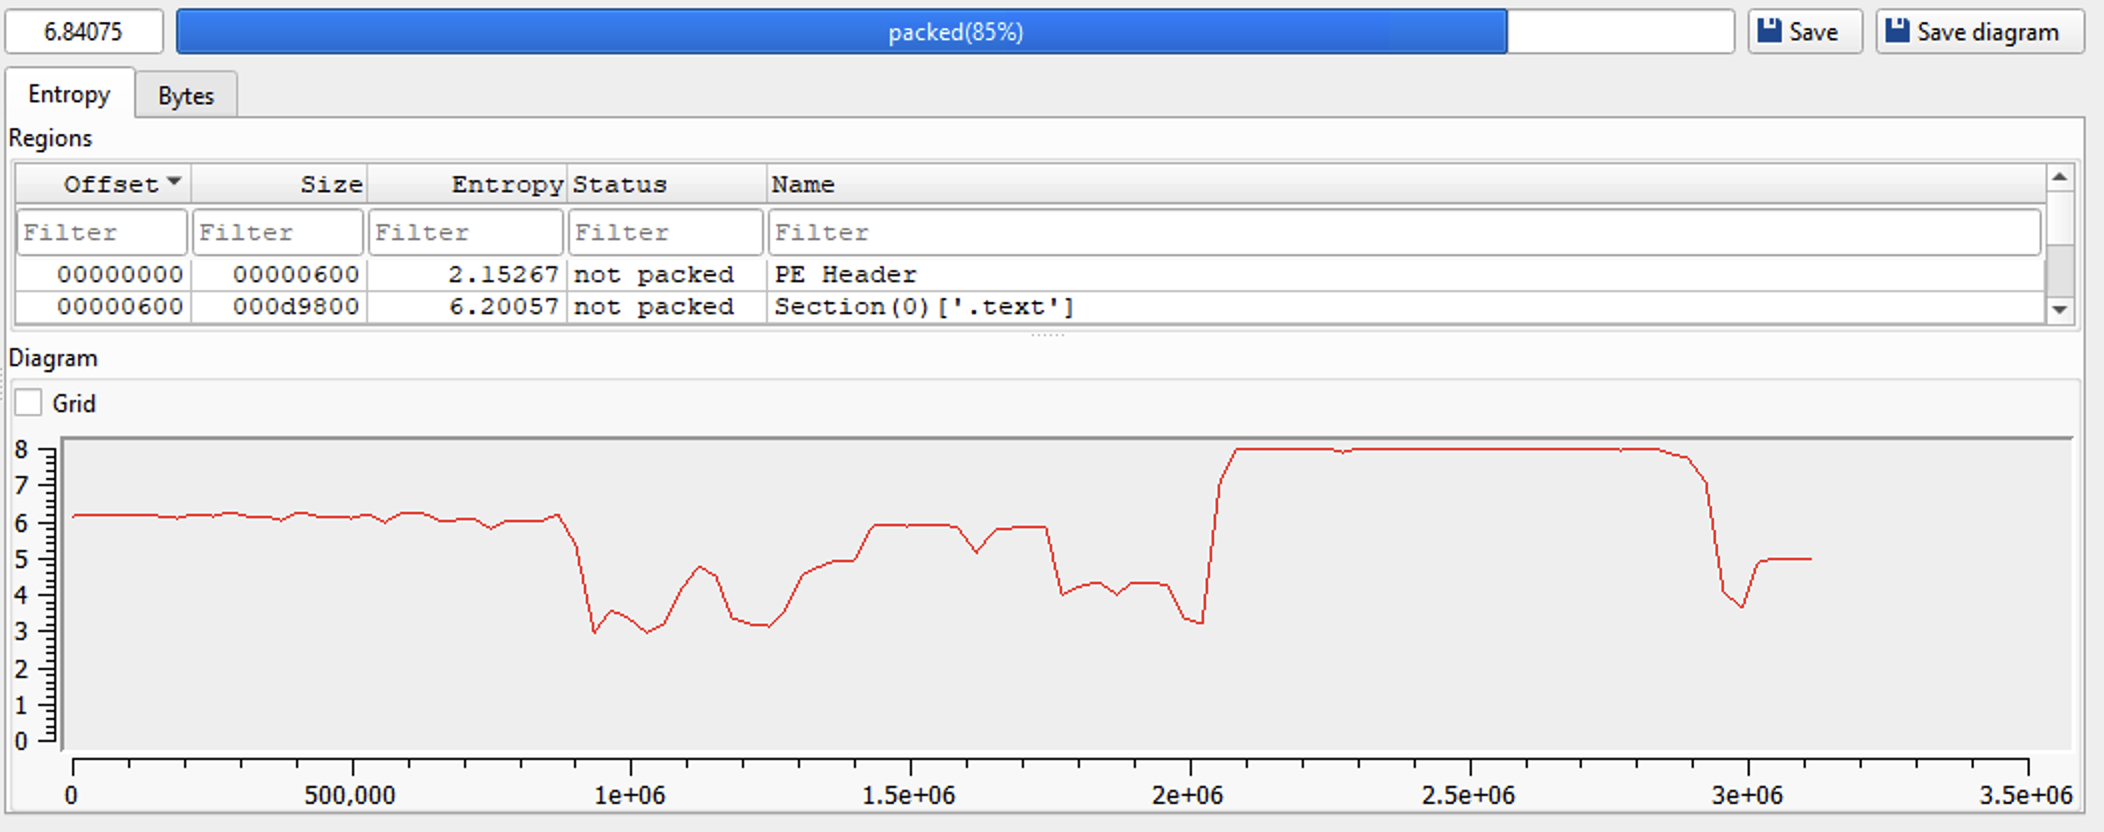 6.84075 packed(85%) Save Save diagram
Entropy Bytes
Regions
Offset Size Entropy Status Name
Filter Filter Filter Filter Filter
00000000 00000600 2.15267 not packed PE Header
00000600 000d9800 6.20057 not packed Section(0)['.text']
Diagram
Grid
8
7
6
5
4
3
2
1
0
0 500,000 1e+06 1.5e+06 2e+06 2.5e+06 3e+06 3.5e+06